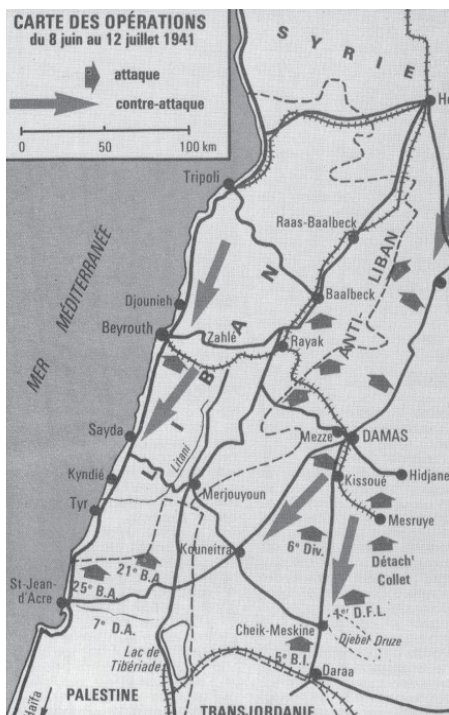 CARTE DES OPÉRATIONS
du 8 juin au 12 juillet 1941
attaque
contre-attaque
0 50 100 km
SYRIE
Tripoli
Raas-Baalbeck
MER MÉDITERRANÉE
LIBAN
ANTI-LIBAN
Baalbeck
Djounieh
Beyrouth
Zahlé
Rayak
Sayda
Litani
Mezze
DAMAS
Kyndié
Merjouyoun
Kissoué
Hidjane
Tyr
Mesruye
Kouneitra
6e Div.
Détacht
Collet
21e B.A.
25e B.A.
St-Jean-
d'Acre
7e D.A.
1er D.F.L.
Cheik-Meskine
Djebel Druze
Lac de
Tibériade
5e B.I.
Daraa
PALESTINE
TRANSJORDANIE